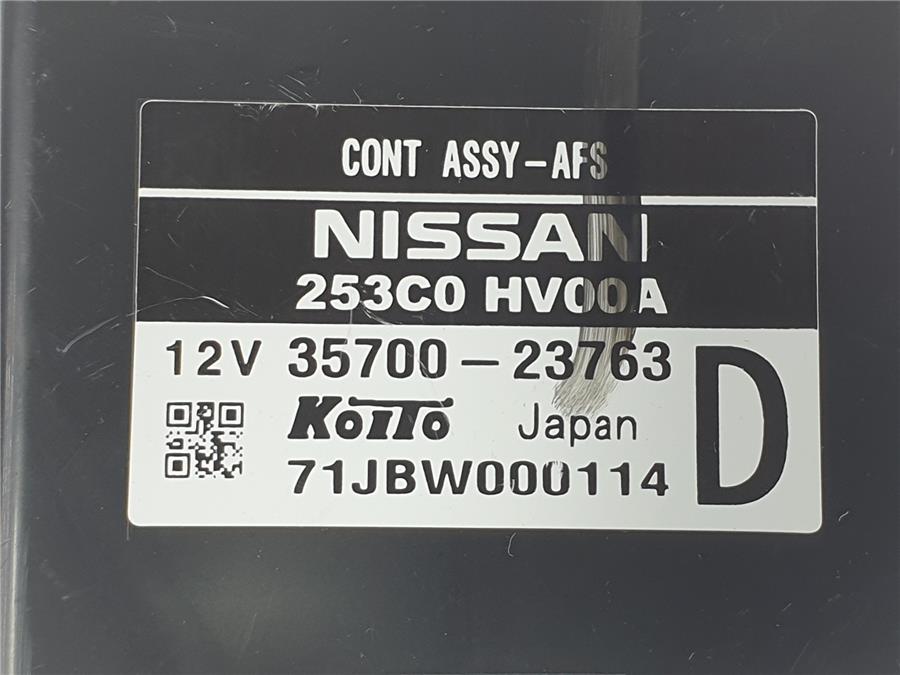 CONT ASSY-AFS
NISSAN
253C0 HV00A
12V 35700-23763 D
KOITO Japan
71JBW000114